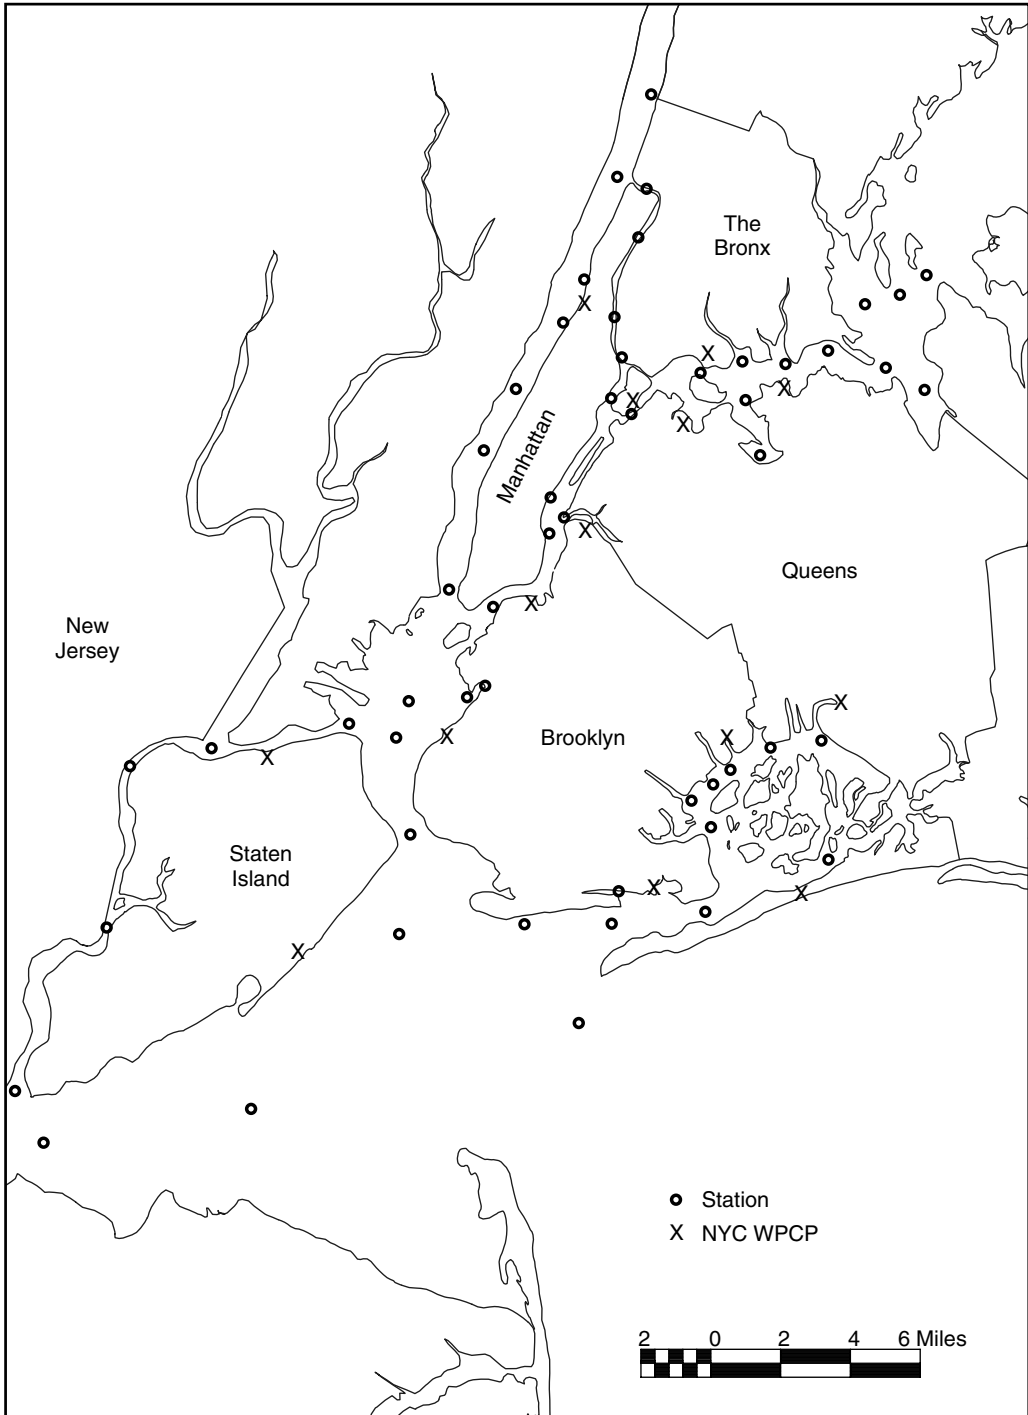 The
Bronx
Manhattan
Queens
New
Jersey
Brooklyn
Staten
Island
Station
X NYC WPCP
2 0 2 4 6 Miles